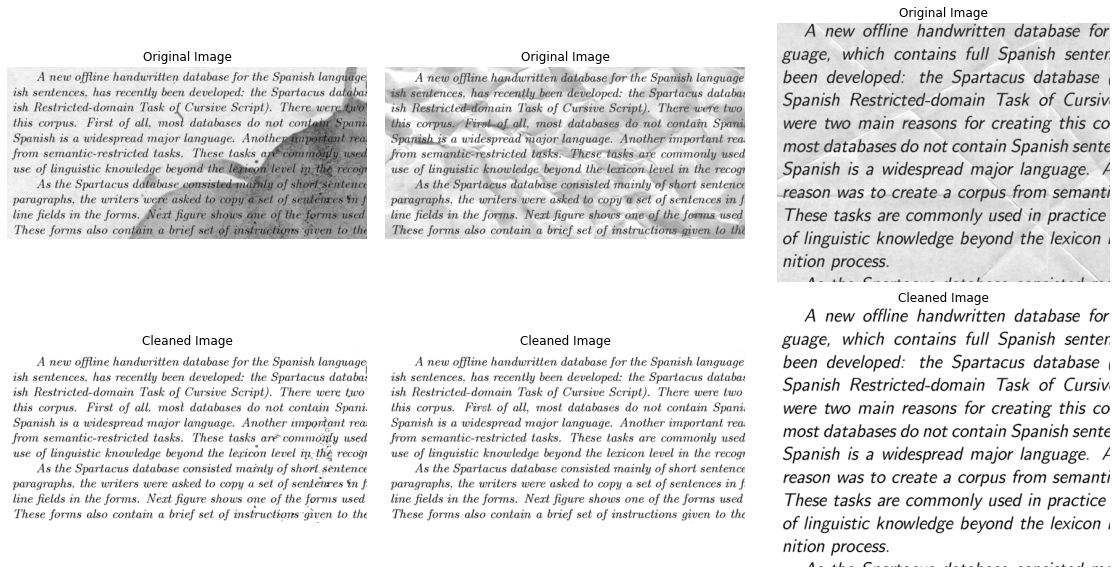 Original Image
A new offline handwritten database for the Spanish language
ish sentences, has recently been developed: the Spartacus databa
ish Restricted-domain Task of Cursive Script). There were two
this corpus. First of all, most databases do not contain Spani
Spanish is a widespread major language. Another important rea
from semantic-restricted tasks. These tasks are commonly used
use of linguistic knowledge beyond the lexicon level in the recogn
As the Spartacus database consisted mainly of short sentence
paragraphs, the writers were asked to copy a set of sentences in f
line fields in the forms. Next figure shows one of the forms used
These forms also contain a brief set of instructions given to the
Original Image
A new offline handwritten database for the Spanish language
ish sentences, has recently been developed: the Spartacus databa
ish Restricted-domain Task of Cursive Script). There were two
this corpus. First of all, most databases do not contain Spani
Spanish is a widespread major language. Another important rea
from semantic-restricted tasks. These tasks are commonly used
use of linguistic knowledge beyond the lexicon level in the recogn
As the Spartacus database consisted mainly of short sentence
paragraphs, the writers were asked to copy a set of sentences in f
line fields in the forms. Next figure shows one of the forms used
These forms also contain a brief set of instructions given to the
Original Image
A new offline handwritten database for
guage, which contains full Spanish senten
been developed: the Spartacus database
Spanish Restricted-domain Task of Cursiv
were two main reasons for creating this co
most databases do not contain Spanish sente
Spanish is a widespread major language. A
reason was to create a corpus from semanti
These tasks are commonly used in practice
of linguistic knowledge beyond the lexicon
nition process.
As the Spartacus database consisted
Cleaned Image
A new offline handwritten database for the Spanish language
ish sentences, has recently been developed: the Spartacus databa
ish Restricted-domain Task of Cursive Script). There were two
this corpus. First of all, most databases do not contain Spani
Spanish is a widespread major language. Another important rea
from semantic-restricted tasks. These tasks are commonly used
use of linguistic knowledge beyond the lexicon level in the recogn
As the Spartacus database consisted mainly of short sentence
paragraphs, the writers were asked to copy a set of sentences in f
line fields in the forms. Next figure shows one of the forms used
These forms also contain a brief set of instructions given to the
Cleaned Image
A new offline handwritten database for the Spanish language
ish sentences, has recently been developed: the Spartacus databa
ish Restricted-domain Task of Cursive Script). There were two
this corpus. First of all, most databases do not contain Spani
Spanish is a widespread major language. Another important rea
from semantic-restricted tasks. These tasks are commonly used
use of linguistic knowledge beyond the lexicon level in the recogn
As the Spartacus database consisted mainly of short sentence
paragraphs, the writers were asked to copy a set of sentences in f
line fields in the forms. Next figure shows one of the forms used
These forms also contain a brief set of instructions given to the
Cleaned Image
A new offline handwritten database for
guage, which contains full Spanish senten
been developed: the Spartacus database (
Spanish Restricted-domain Task of Cursiv
were two main reasons for creating this co
most databases do not contain Spanish sente
Spanish is a widespread major language. A
reason was to create a corpus from semanti
These tasks are commonly used in practice
of linguistic knowledge beyond the lexicon
nition process.
As the Spartacus database consisted